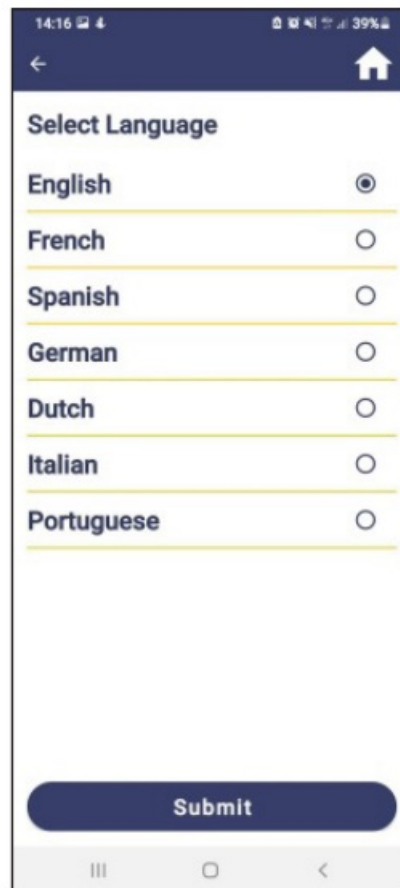 14:16 39%
Select Language
English
French
Spanish
German
Dutch
Italian
Portuguese
Submit